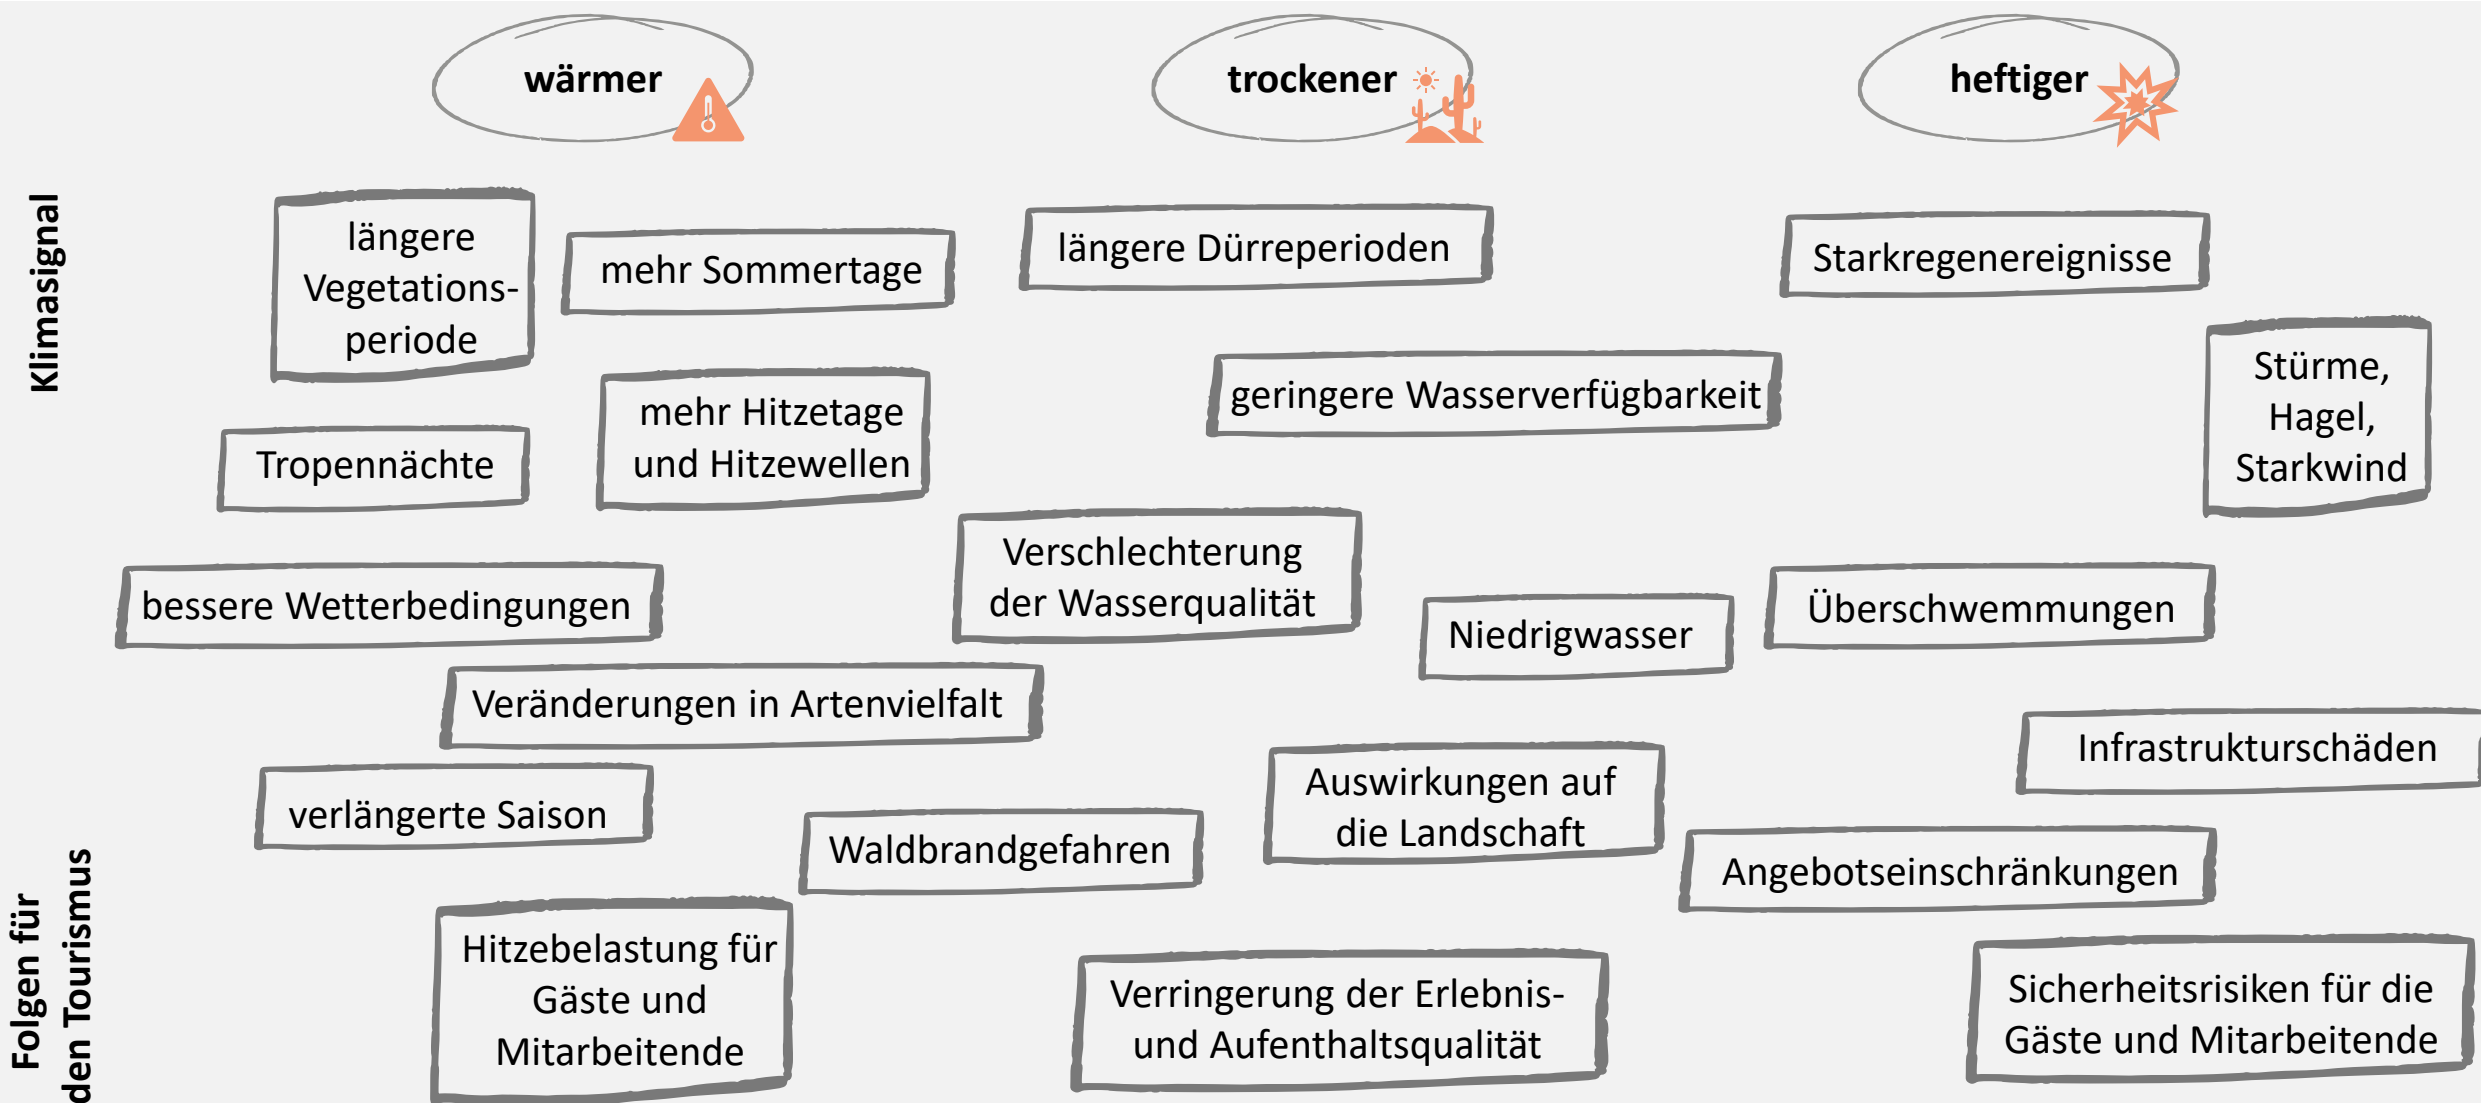 wärmer
trockener
heftiger
Klimasignal
längere
Vegetations-
periode
mehr Sommertage
längere Dürreperioden
Starkregenereignisse
mehr Hitzetage
und Hitzewellen
geringere Wasserverfügbarkeit
Stürme,
Hagel,
Starkwind
Tropennächte
Verschlechterung
der Wasserqualität
bessere Wetterbedingungen
Niedrigwasser
Überschwemmungen
Veränderungen in Artenvielfalt
Infrastrukturschäden
verlängerte Saison
Auswirkungen auf
die Landschaft
Waldbrandgefahren
Angebotseinschränkungen
Folgen für
den Tourismus
Hitzebelastung für
Gäste und
Mitarbeitende
Verringerung der Erlebnis-
und Aufenthaltsqualität
Sicherheitsrisiken für die
Gäste und Mitarbeitende